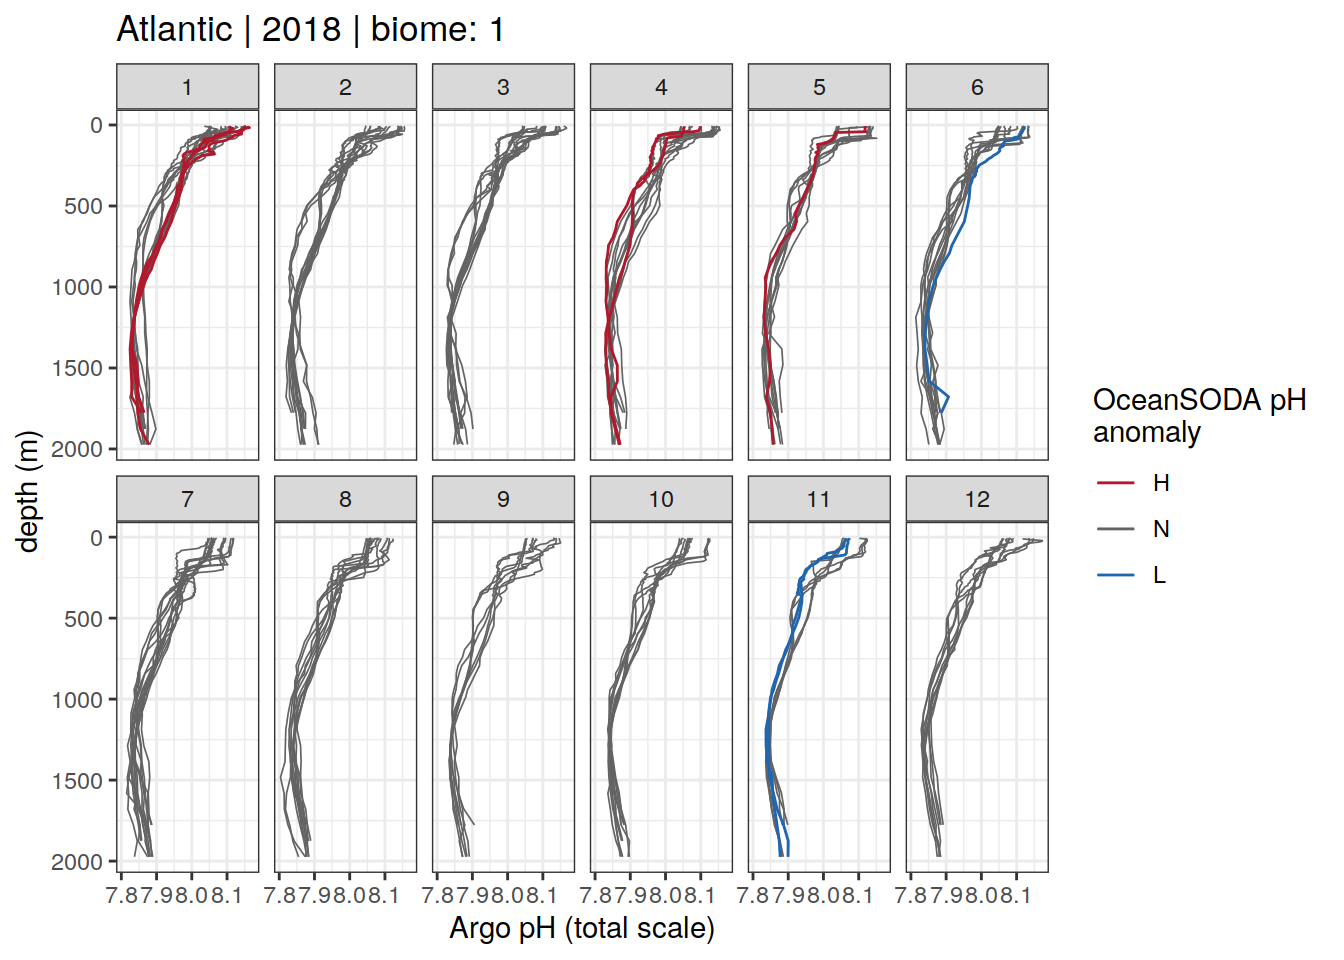 Atlantic | 2018 | biome: 1
1 2 3 4 5 6
0
500
1000
1500
2000
7 8 9 10 11 12
0
500
1000
1500
2000
7.87.98.08.1 7.87.98.08.1 7.87.98.08.1 7.87.98.08.1 7.87.98.08.1 7.87.98.08.1
Argo pH (total scale)
depth (m)
OceanSODA pH
anomaly
H
N
L